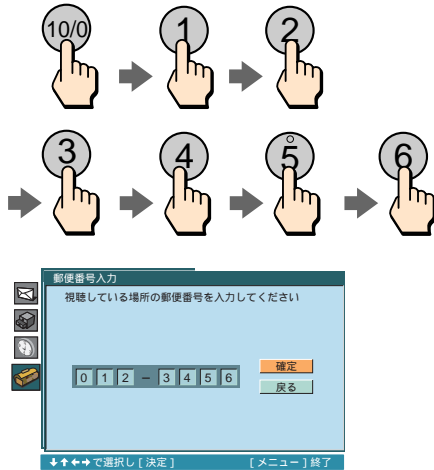 10/0 1 2
3 4 5 6
郵便番号入力
視聴している場所の郵便番号を入力してください
0 1 2 – 3 4 5 6
確定
戻る
↓↑←→で選択し [ 決定 ] [ メニュー ] 終了